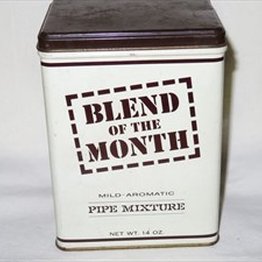 BLEND
OF THE
MONTH
MILD-AROMATIC
PIPE MIXTURE
NET WT. 14 OZ.